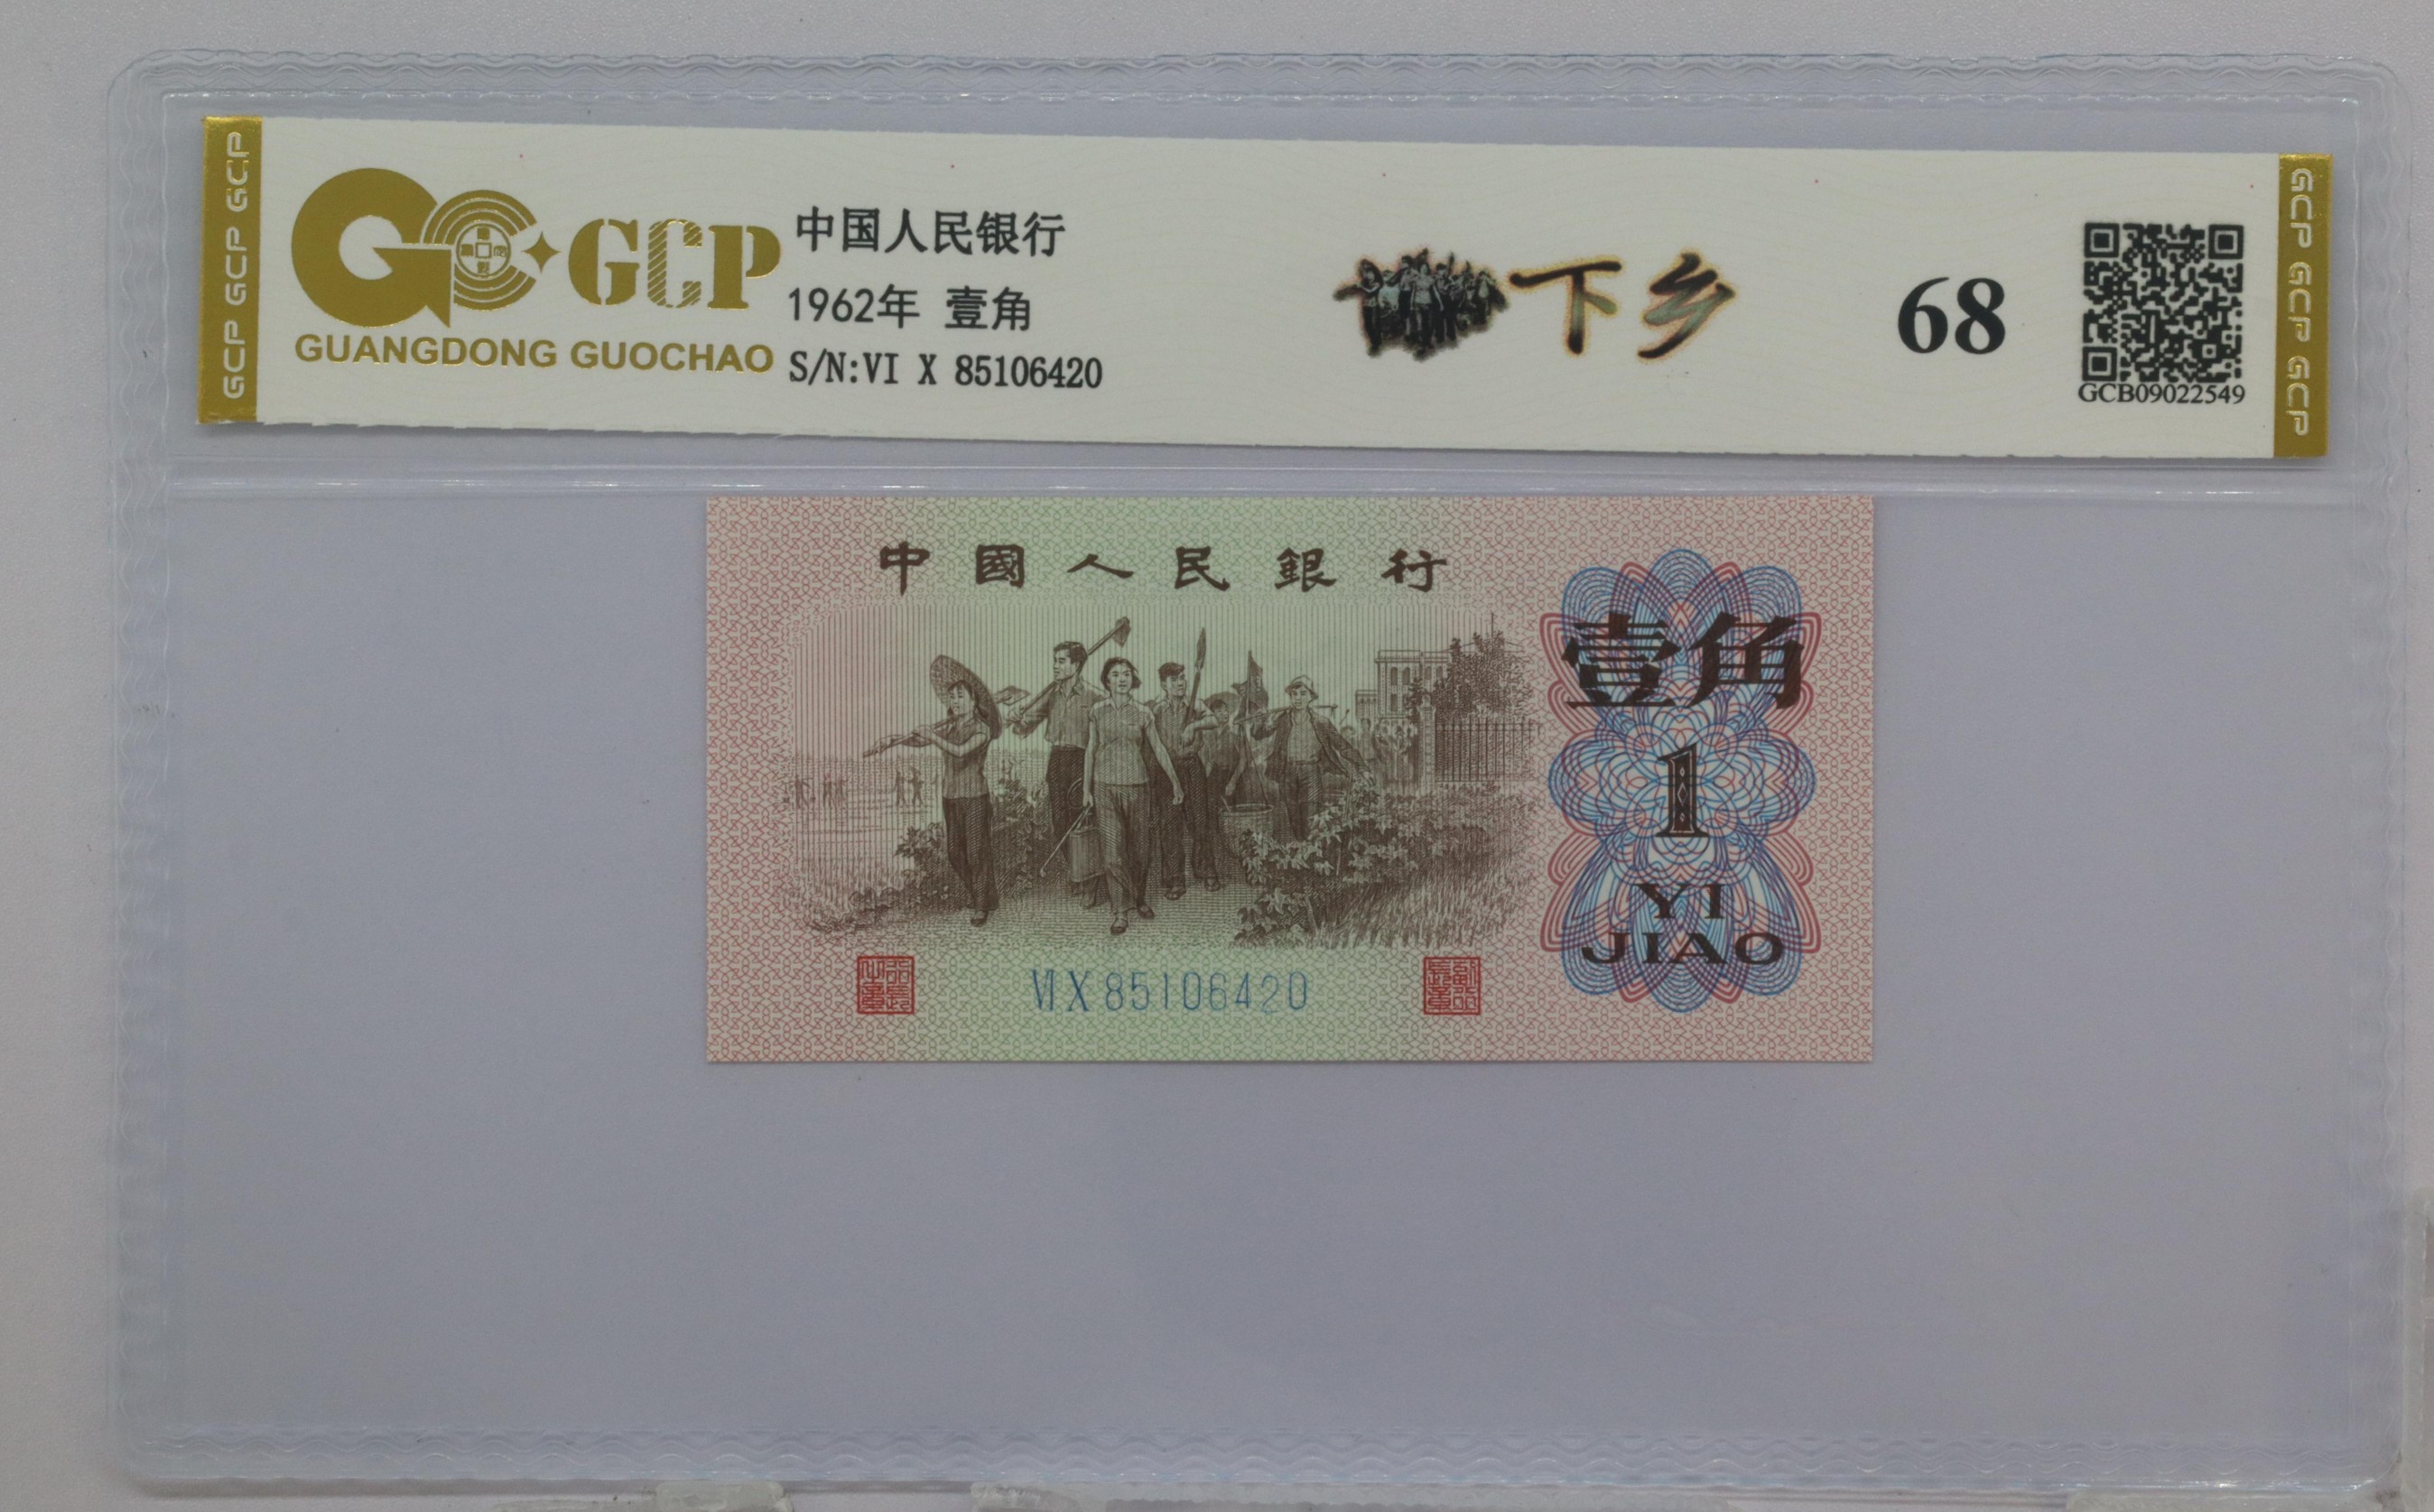 GCP GCP GCP
GCP
GUANGDONG GUOCHAO
中国人民银行
1962年 壹角
S/N:VI X 85106420
下乡
68
GCB09022549
GCP GCP GCP
中國人民銀行
壹角
1
YI
JIAO
VI X 85106420